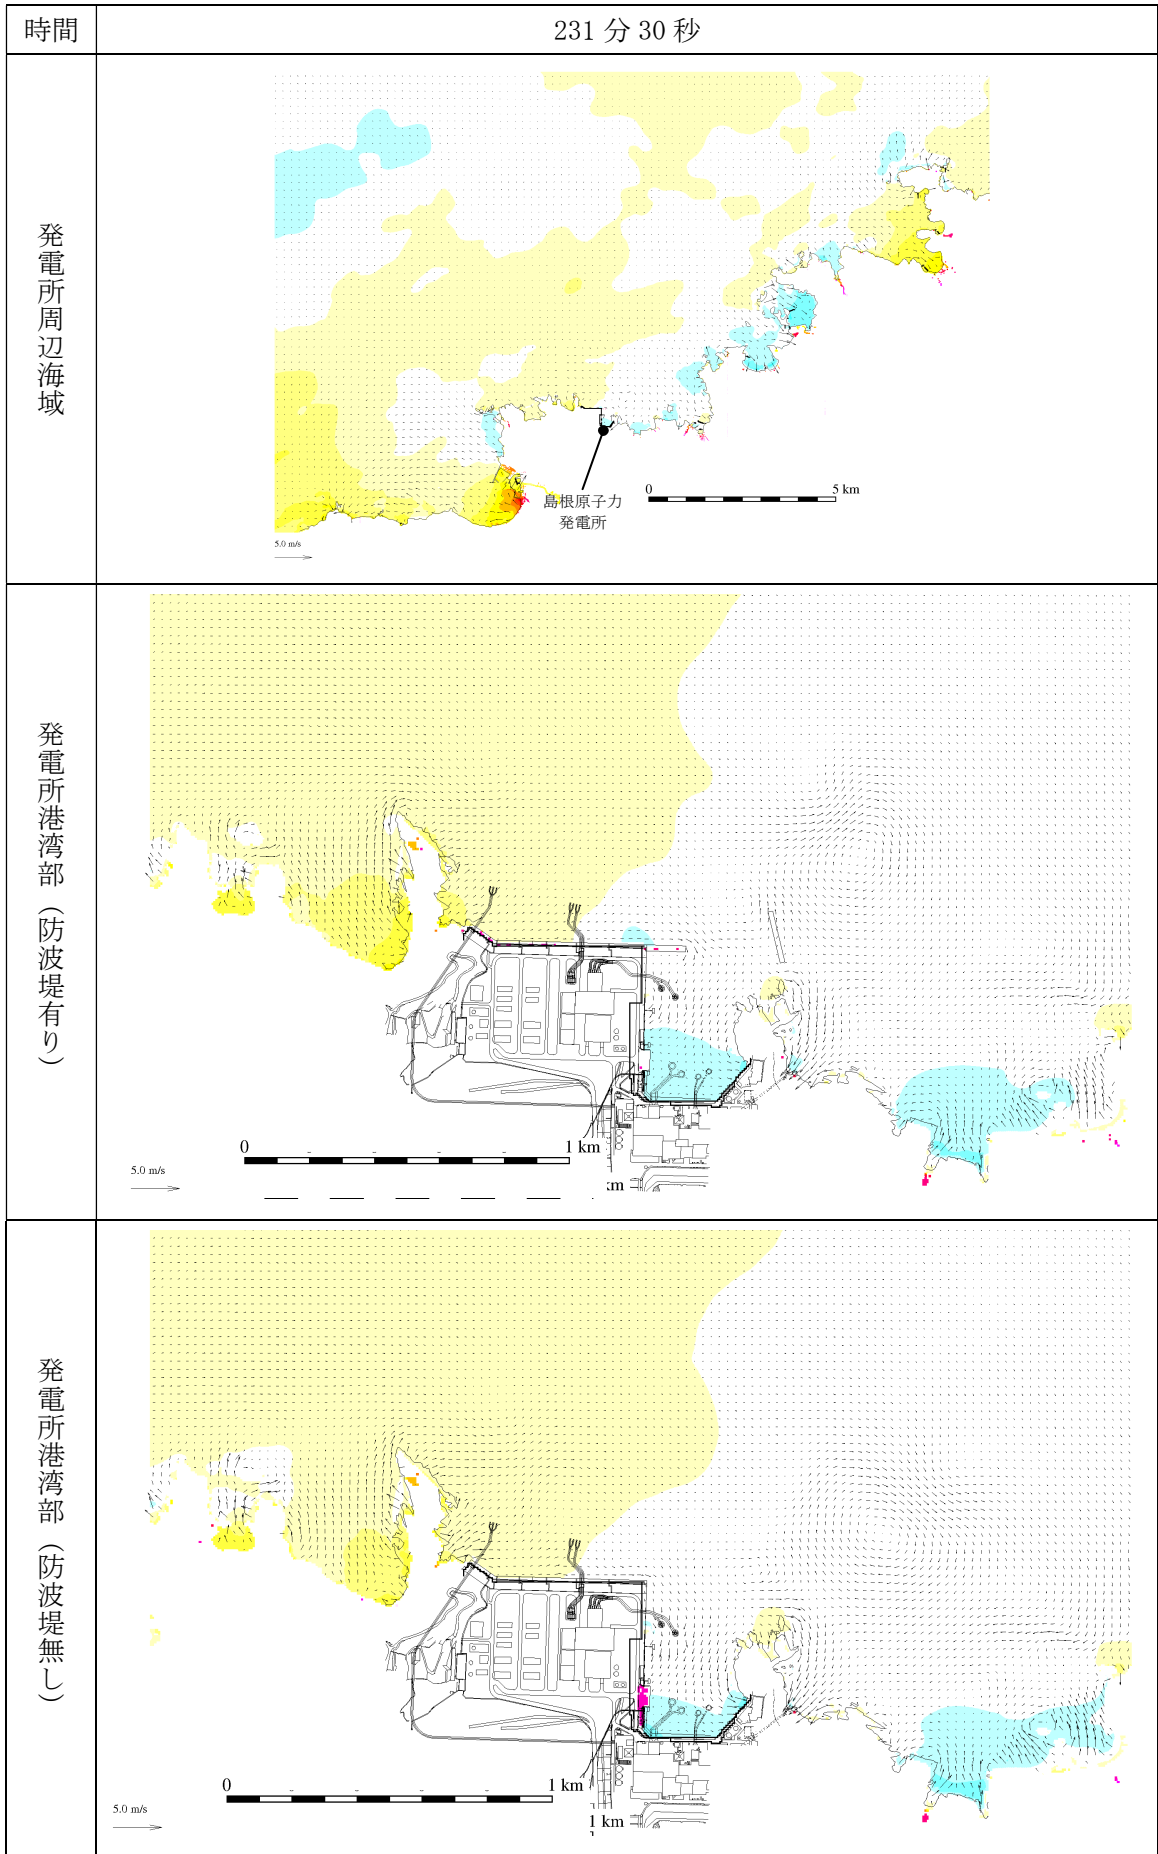 時間
231 分 30 秒
発電所周辺海域
島根原子力
発電所
0
5 km
5.0 m/s
発電所港湾部（防波堤有り）
0
1 km
5.0 m/s
km
発電所港湾部（防波堤無し）
0
1 km
5.0 m/s
1 km